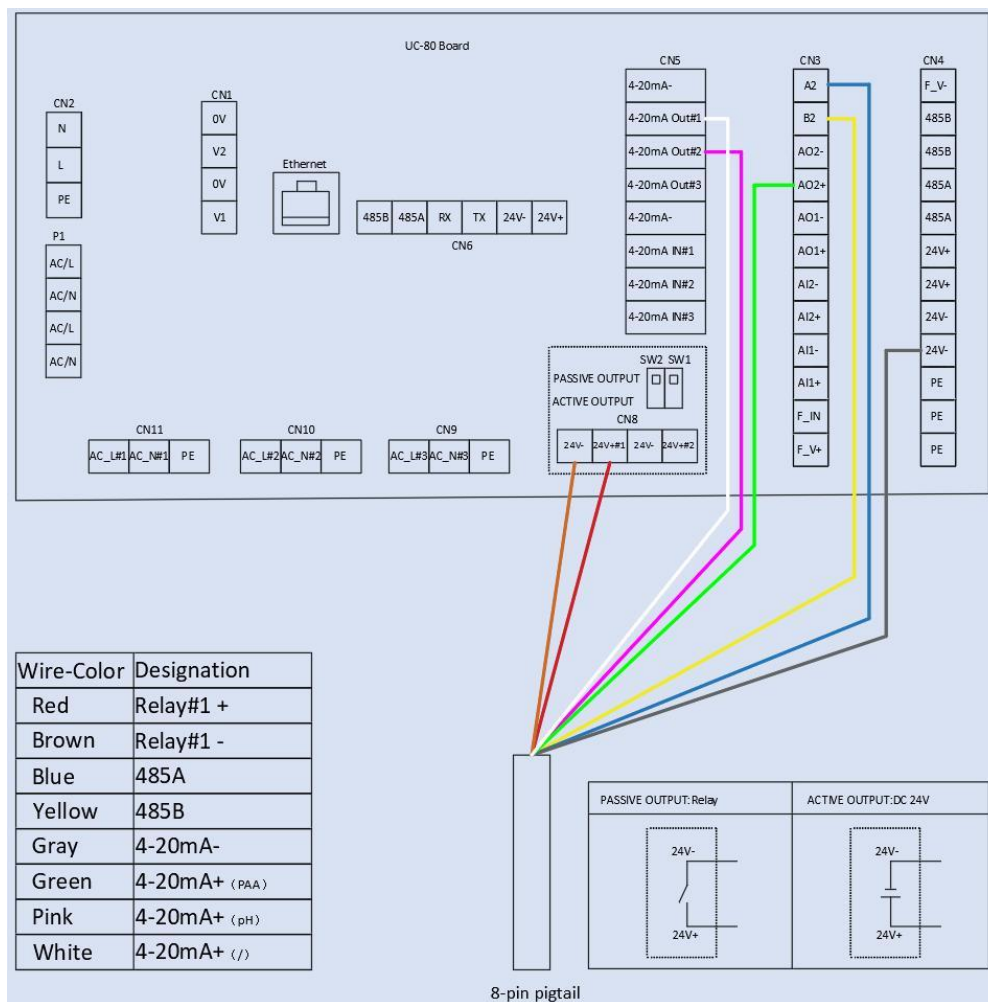 UC-80 Board
CN2
N
L
PE
P1
AC/L
AC/N
AC/L
AC/N
CN1
0V
V2
0V
V1
Ethernet
485B 485A RX TX 24V- 24V+
CN6
CN5
4-20mA-
4-20mA Out#1
4-20mA Out#2
4-20mA Out#3
4-20mA-
4-20mA IN#1
4-20mA IN#2
4-20mA IN#3
CN3
A2
B2
AO2-
AO2+
AO1-
AO1+
AI2-
AI2+
AI1-
AI1+
F_IN
F_V+
CN4
F_V-
485B
485B
485A
485A
24V+
24V+
24V-
24V-
PE
PE
PE
SW2 SW1
PASSIVE OUTPUT
ACTIVE OUTPUT
CN8
24V- 24V+#1 24V- 24V+#2
CN11
AC_L#1 AC_N#1 PE
CN10
AC_L#2 AC_N#2 PE
CN9
AC_L#3 AC_N#3 PE
Wire-Color Designation
Red Relay#1 +
Brown Relay#1 -
Blue 485A
Yellow 485B
Gray 4-20mA-
Green 4-20mA+ (PAA)
Pink 4-20mA+ (pH)
White 4-20mA+ (/)
8-pin pigtail
PASSIVE OUTPUT:Relay
24V-
24V+
ACTIVE OUTPUT:DC 24V
24V-
24V+